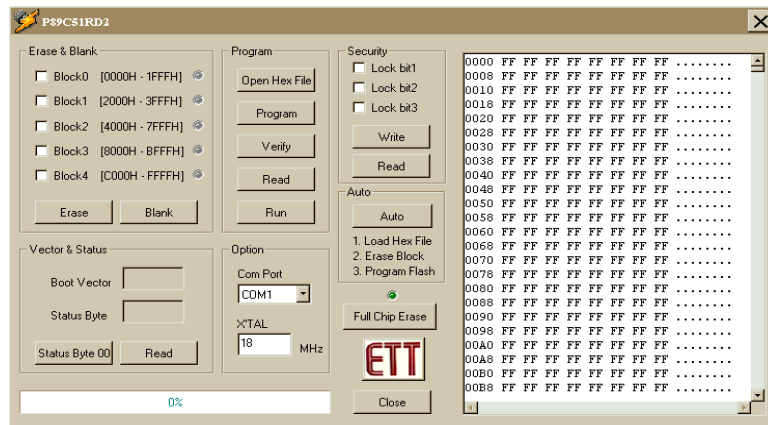 P89C51RD2
Erase & Blank
Block0 [0000H - 1FFFH]
Block1 [2000H - 3FFFH]
Block2 [4000H - 7FFFH]
Block3 [8000H - BFFFH]
Block4 [C000H - FFFFH]
Erase Blank
Program
Open Hex File
Program
Verify
Read
Run
Security
Lock bit1
Lock bit2
Lock bit3
Write
Read
Auto
Auto
1. Load Hex File
2. Erase Block
3. Program Flash
Full Chip Erase
ETT
Close
Vector & Status
Boot Vector
Status Byte
Status Byte 00 Read
Option
Com Port
COM1
X'TAL
18 MHz
0%
0000 FF FF FF FF FF FF FF FF ........
0008 FF FF FF FF FF FF FF FF ........
0010 FF FF FF FF FF FF FF FF ........
0018 FF FF FF FF FF FF FF FF ........
0020 FF FF FF FF FF FF FF FF ........
0028 FF FF FF FF FF FF FF FF ........
0030 FF FF FF FF FF FF FF FF ........
0038 FF FF FF FF FF FF FF FF ........
0040 FF FF FF FF FF FF FF FF ........
0048 FF FF FF FF FF FF FF FF ........
0050 FF FF FF FF FF FF FF FF ........
0058 FF FF FF FF FF FF FF FF ........
0060 FF FF FF FF FF FF FF FF ........
0068 FF FF FF FF FF FF FF FF ........
0070 FF FF FF FF FF FF FF FF ........
0078 FF FF FF FF FF FF FF FF ........
0080 FF FF FF FF FF FF FF FF ........
0088 FF FF FF FF FF FF FF FF ........
0090 FF FF FF FF FF FF FF FF ........
0098 FF FF FF FF FF FF FF FF ........
00A0 FF FF FF FF FF FF FF FF ........
00A8 FF FF FF FF FF FF FF FF ........
00B0 FF FF FF FF FF FF FF FF ........
00B8 FF FF FF FF FF FF FF FF ........